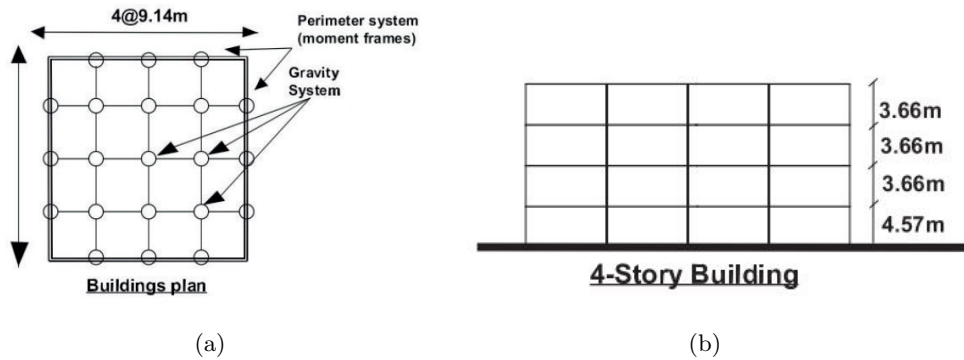 4@9.14m
Perimeter system
(moment frames)
Gravity
System
Buildings plan
(a)
3.66m
3.66m
3.66m
4.57m
4-Story Building
(b)